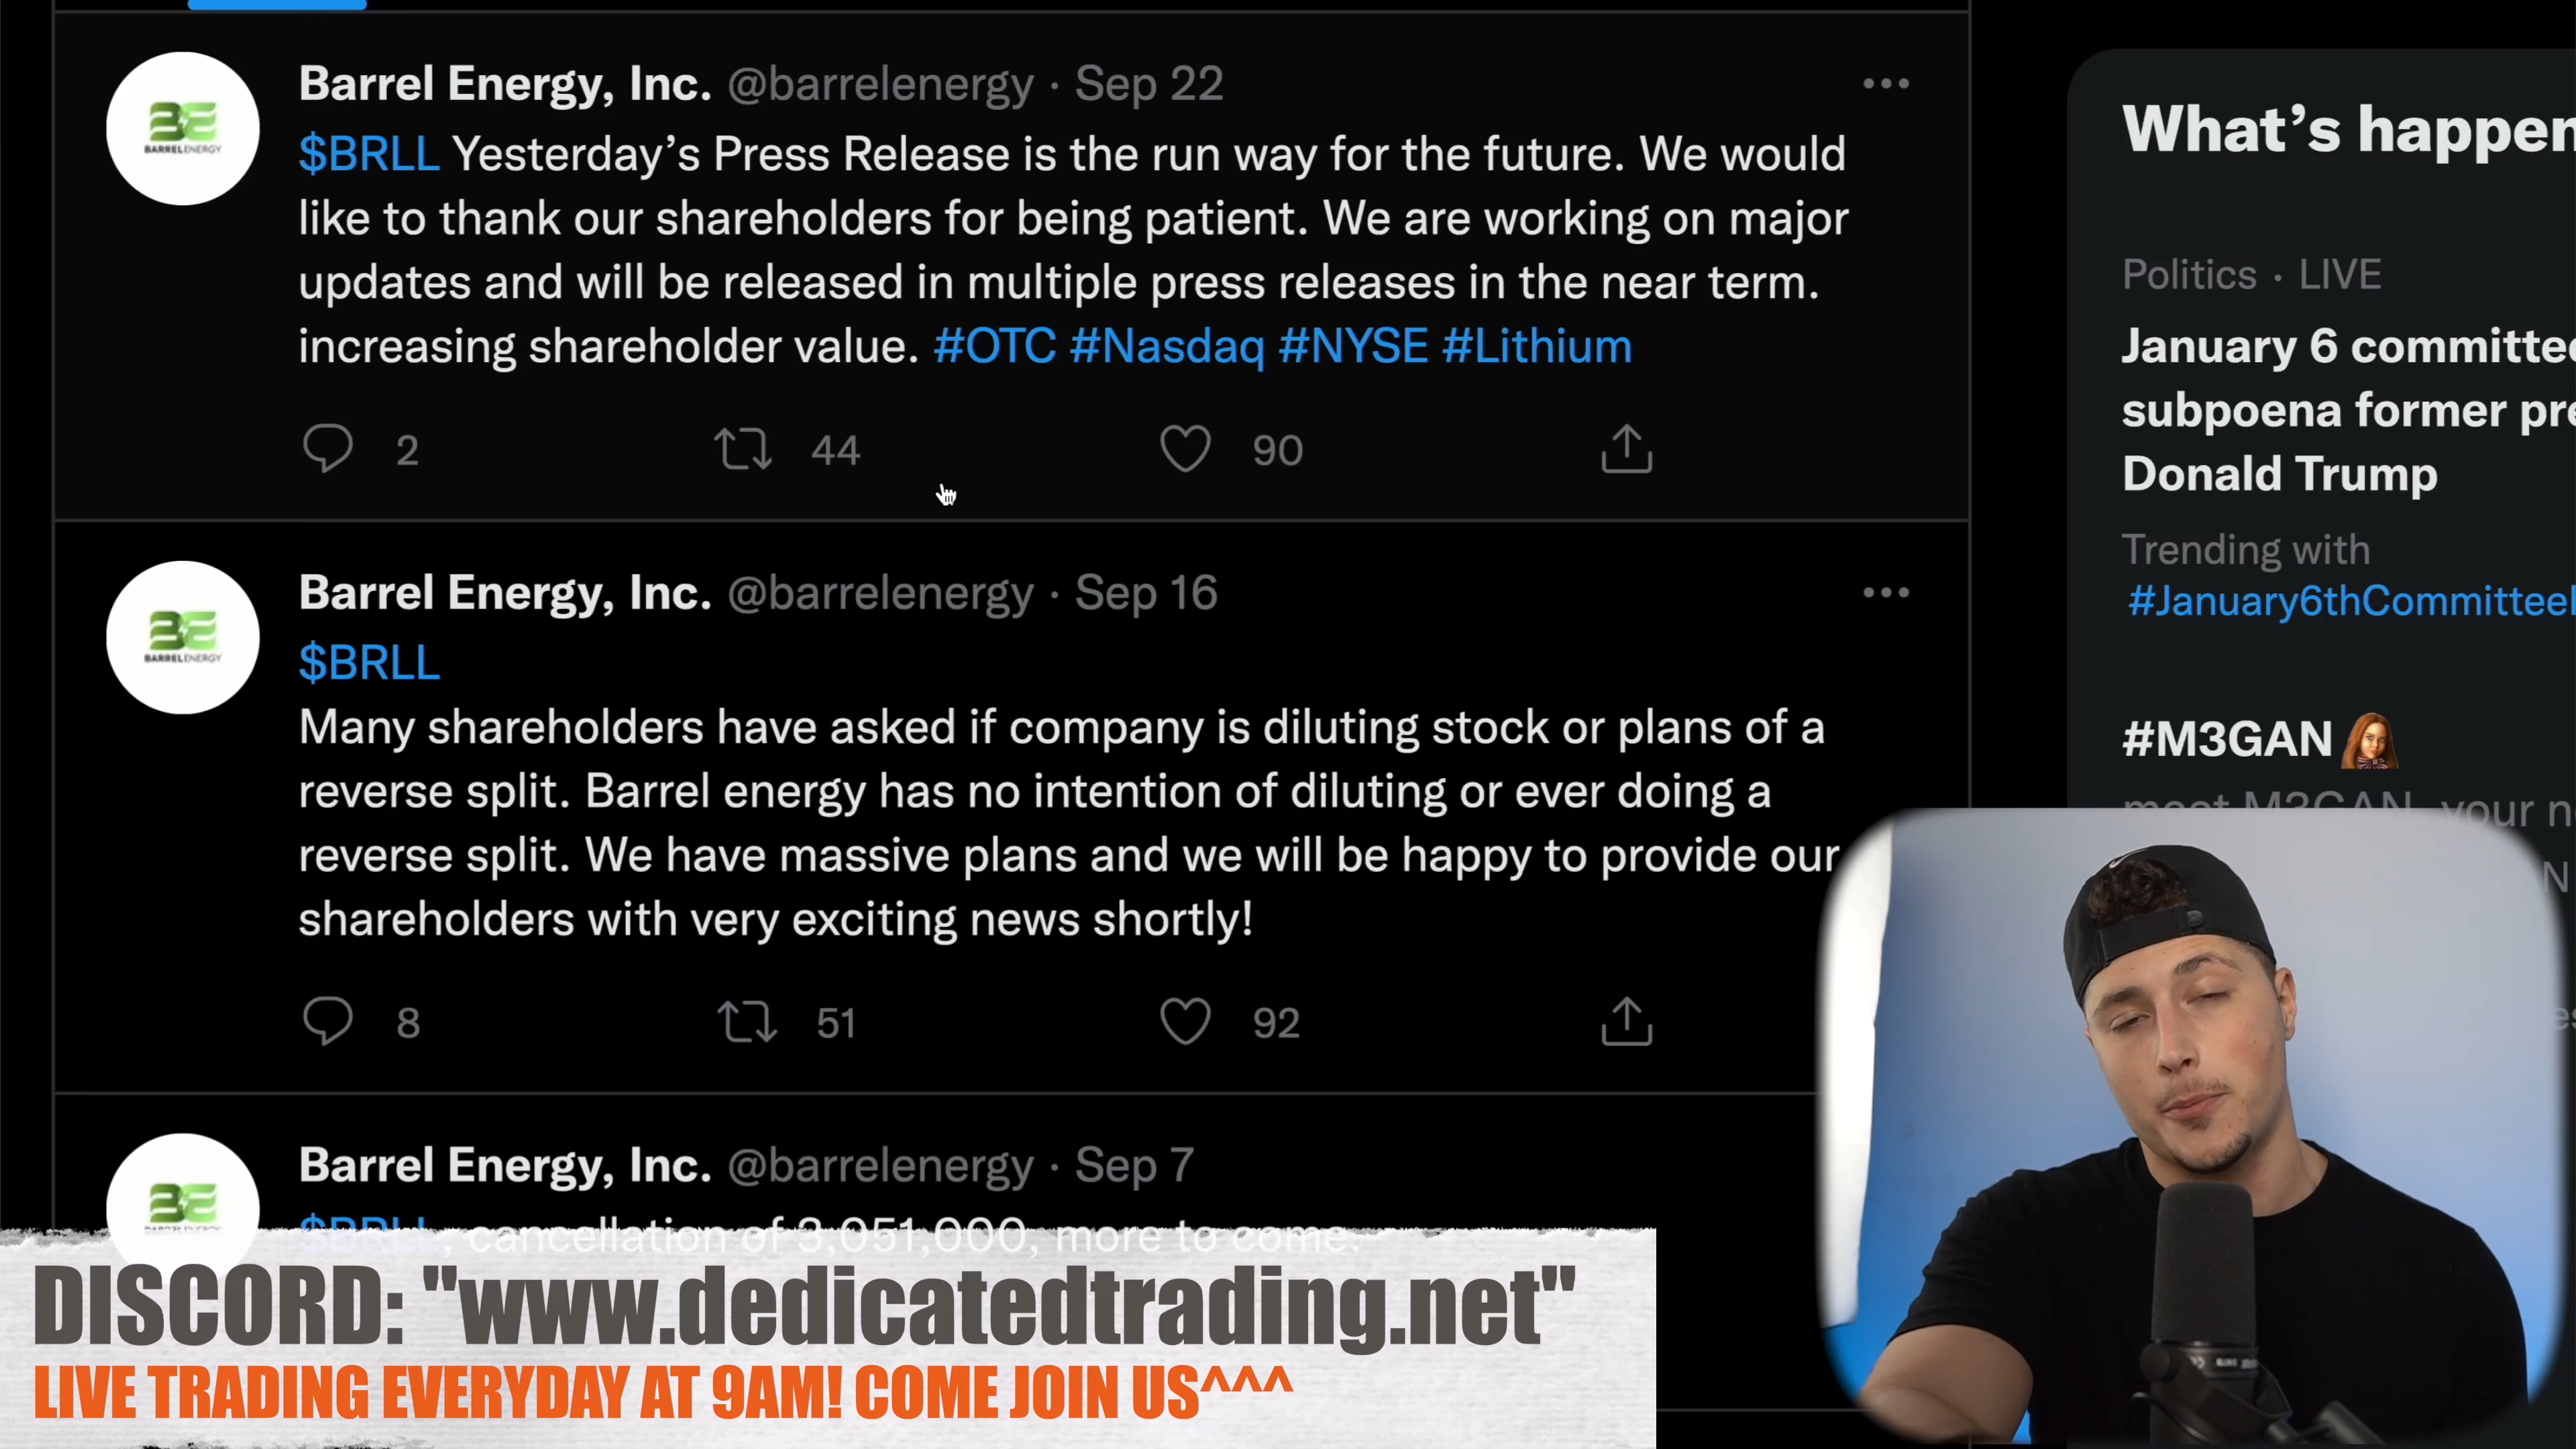 Barrel Energy, Inc. @barrelenergy · Sep 22
$BRLL Yesterday’s Press Release is the run way for the future. We would
like to thank our shareholders for being patient. We are working on major
updates and will be released in multiple press releases in the near term.
increasing shareholder value. #OTC #Nasdaq #NYSE #Lithium
2 44 90
BARRELENERGY
Barrel Energy, Inc. @barrelenergy · Sep 16
$BRLL
Many shareholders have asked if company is diluting stock or plans of a
reverse split. Barrel energy has no intention of diluting or ever doing a
reverse split. We have massive plans and we will be happy to provide our
shareholders with very exciting news shortly!
8 51 92
BARRELENERGY
Barrel Energy, Inc. @barrelenergy · Sep 7
$BRLL, cancellation of 3,051,000, more to come.
What’s happen
Politics · LIVE
January 6 committee
subpoena former pre
Donald Trump
Trending with
#January6thCommittee
#M3GAN
meet M3GAN, your n
DISCORD: "www.dedicatedtrading.net"
LIVE TRADING EVERYDAY AT 9AM! COME JOIN US^^^